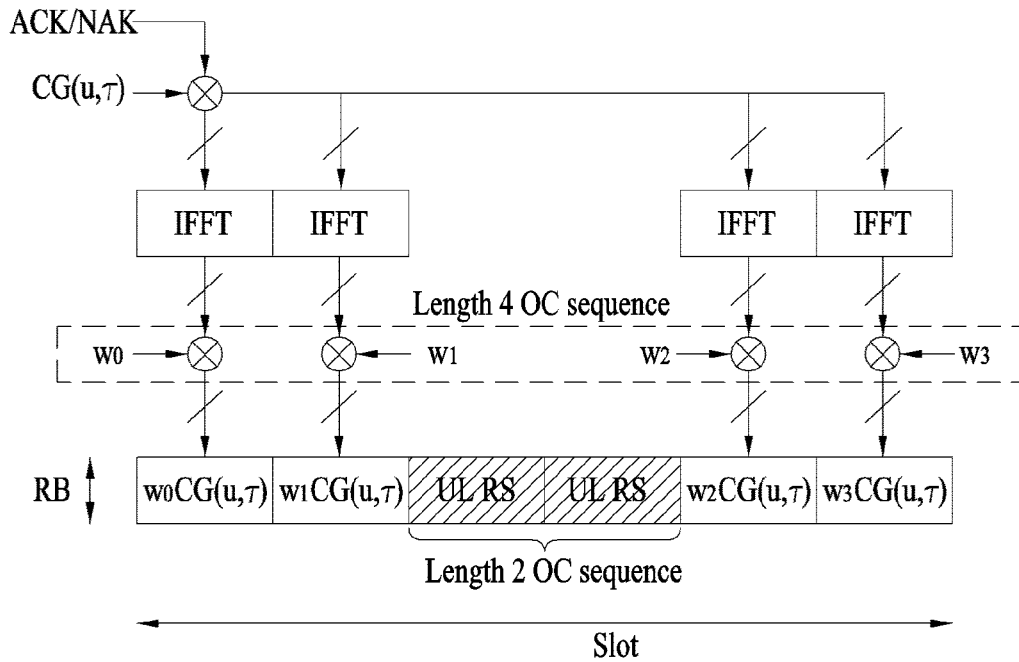 ACK/NAK
CG(u,τ)
IFFT IFFT IFFT IFFT
Length 4 OC sequence
w0 w1 w2 w3
RB w0CG(u,τ) w1CG(u,τ) UL RS UL RS w2CG(u,τ) w3CG(u,τ)
Length 2 OC sequence
Slot